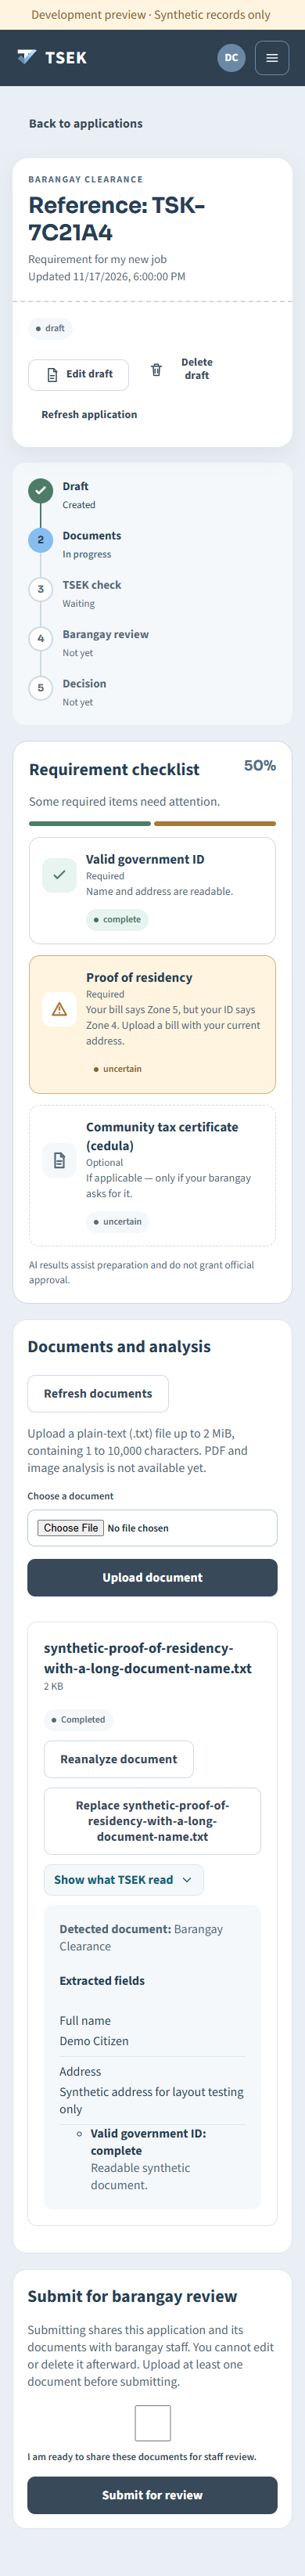 Development preview · Synthetic records only
TSEK
DC
Back to applications
BARANGAY CLEARANCE
Reference: TSK-
7C21A4
Requirement for my new job
Updated 11/17/2026, 6:00:00 PM
draft
Edit draft
Delete
draft
Refresh application
Draft
Created
2
Documents
In progress
3
TSEK check
Waiting
4
Barangay review
Not yet
5
Decision
Not yet
Requirement checklist
50%
Some required items need attention.
Valid government ID
Required
Name and address are readable.
complete
Proof of residency
Required
Your bill says Zone 5, but your ID says
Zone 4. Upload a bill with your current
address.
uncertain
Community tax certificate
(cedula)
Optional
If applicable — only if your barangay
asks for it.
uncertain
AI results assist preparation and do not grant official
approval.
Documents and analysis
Refresh documents
Upload a plain-text (.txt) file up to 2 MiB,
containing 1 to 10,000 characters. PDF and
image analysis is not available yet.
Choose a document
Choose File No file chosen
Upload document
synthetic-proof-of-residency-
with-a-long-document-name.txt
2 KB
Completed
Reanalyze document
Replace synthetic-proof-of-
residency-with-a-long-
document-name.txt
Show what TSEK read
Detected document: Barangay
Clearance
Extracted fields
Full name
Demo Citizen
Address
Synthetic address for layout testing
only
Valid government ID:
complete
Readable synthetic
document.
Submit for barangay review
Submitting shares this application and its
documents with barangay staff. You cannot edit
or delete it afterward. Upload at least one
document before submitting.
I am ready to share these documents for staff review.
Submit for review